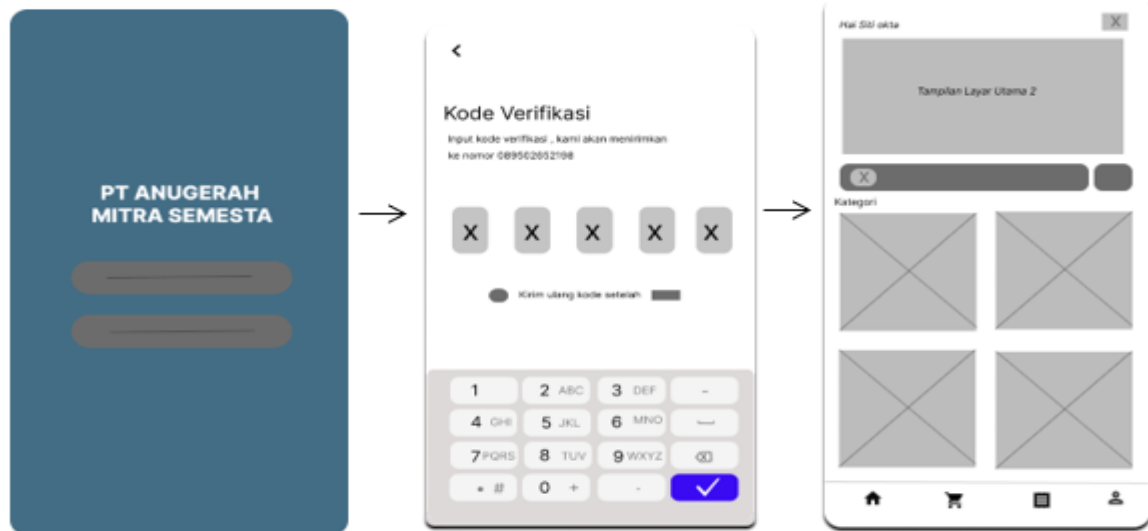 PT ANUGERAH
MITRA SEMESTA
Kode Verifikasi
Input kode verifikasi , kami akan menirimkan
ke nomor 089502652198
X X X X X
Kirim ulang kode setelah
1 2 ABC 3 DEF -
4 GHI 5 JKL 6 MNO
7 PQRS 8 TUV 9 WXYZ
* # 0 + .
Hai Siti okta
X
Tampilan Layar Utama 2
X
Kategori